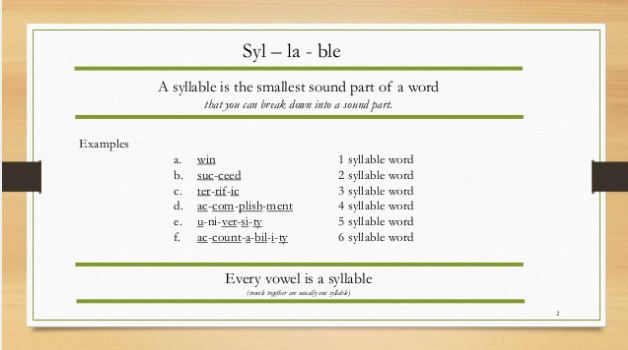 Syl – la - ble
A syllable is the smallest sound part of a word
that you can break down into a sound part.
Examples
a. win 1 syllable word
b. suc-ceed 2 syllable word
c. ter-rif-ic 3 syllable word
d. ac-com-plish-ment 4 syllable word
e. u-ni-ver-si-ty 5 syllable word
f. ac-count-a-bil-i-ty 6 syllable word
Every vowel is a syllable
together are usually one syllable)
2